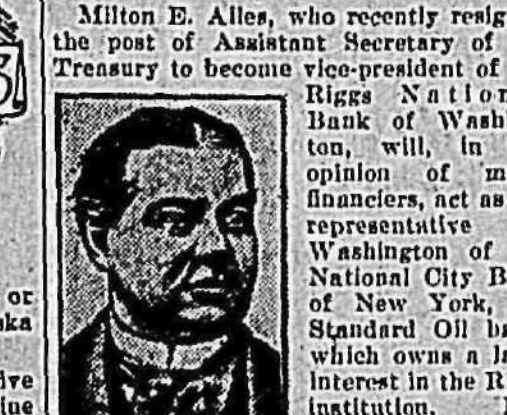 Milton E. Ailes, who recently resig
the post of Assistant Secretary of
Treasury to become vice-president of
Riggs Nation
Bank of Wash
ton, will, in
opinion of m
financiers, act as
representative
Washington of
National City B
of New York,
Standard Oil ba
which owns a la
interest in the R
institution.
or
ska
ive
ine